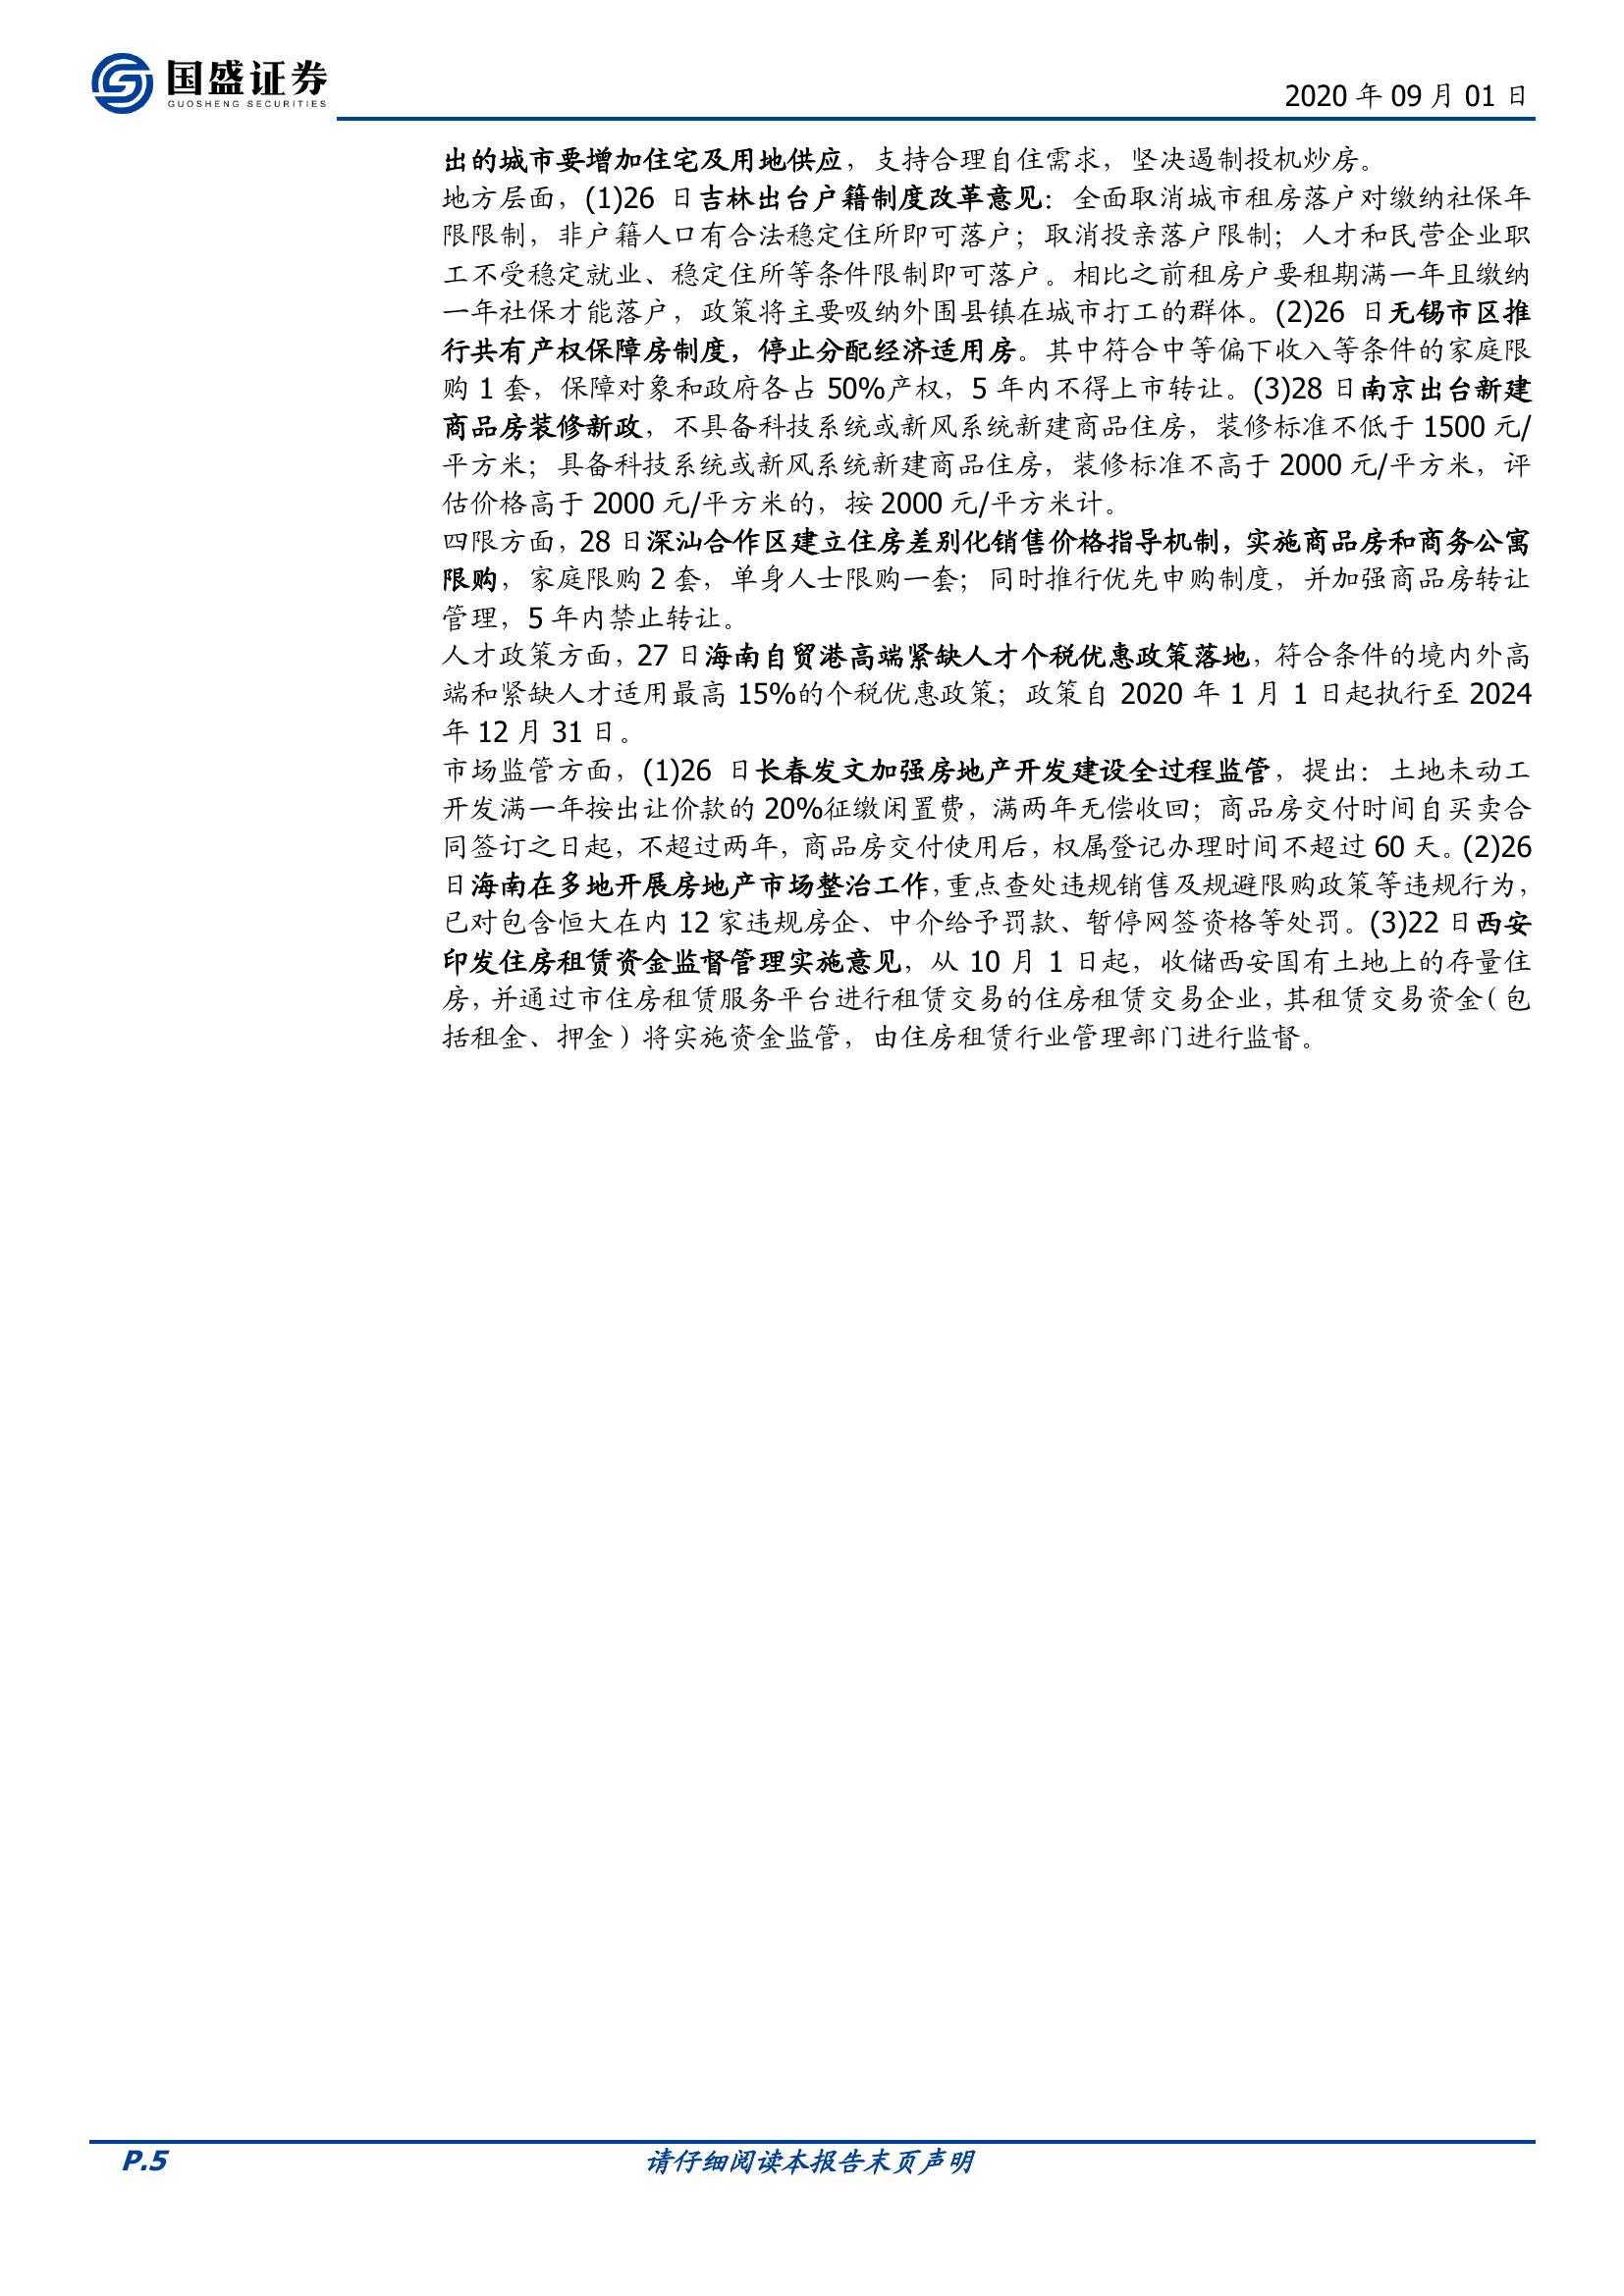 国盛证券
GUOSHENG SECURITIES
2020 年 09 月 01 日
出的城市要增加住宅及用地供应，支持合理自住需求，坚决遏制投机炒房。
地方层面，(1)26 日吉林出台户籍制度改革意见：全面取消城市租房落户对缴纳社保年
限限制，非户籍人口有合法稳定住所即可落户；取消投亲落户限制；人才和民营企业职
工不受稳定就业、稳定住所等条件限制即可落户。相比之前租房户要租期满一年且缴纳
一年社保才能落户，政策将主要吸纳外围县镇在城市打工的群体。(2)26 日无锡市区推
行共有产权保障房制度，停止分配经济适用房。其中符合中等偏下收入等条件的家庭限
购 1 套，保障对象和政府各占 50%产权，5 年内不得上市转让。(3)28 日南京出台新建
商品房装修新政，不具备科技系统或新风系统新建商品住房，装修标准不低于 1500 元/
平方米；具备科技系统或新风系统新建商品住房，装修标准不高于 2000 元/平方米，评
估价格高于 2000 元/平方米的，按 2000 元/平方米计。
四限方面，28 日深汕合作区建立住房差别化销售价格指导机制，实施商品房和商务公寓
限购，家庭限购 2 套，单身人士限购一套；同时推行优先申购制度，并加强商品房转让
管理，5 年内禁止转让。
人才政策方面，27 日海南自贸港高端紧缺人才个税优惠政策落地，符合条件的境内外高
端和紧缺人才适用最高 15%的个税优惠政策；政策自 2020 年 1 月 1 日起执行至 2024
年 12 月 31 日。
市场监管方面，(1)26 日长春发文加强房地产开发建设全过程监管，提出：土地未动工
开发满一年按出让价款的 20%征缴闲置费，满两年无偿收回；商品房交付时间自买卖合
同签订之日起，不超过两年，商品房交付使用后，权属登记办理时间不超过 60 天。(2)26
日海南在多地开展房地产市场整治工作，重点查处违规销售及规避限购政策等违规行为，
已对包含恒大在内 12 家违规房企、中介给予罚款、暂停网签资格等处罚。(3)22 日西安
印发住房租赁资金监督管理实施意见，从 10 月 1 日起，收储西安国有土地上的存量住
房，并通过市住房租赁服务平台进行租赁交易的住房租赁交易企业，其租赁交易资金（包
括租金、押金）将实施资金监管，由住房租赁行业管理部门进行监督。
P.5
请仔细阅读本报告末页声明